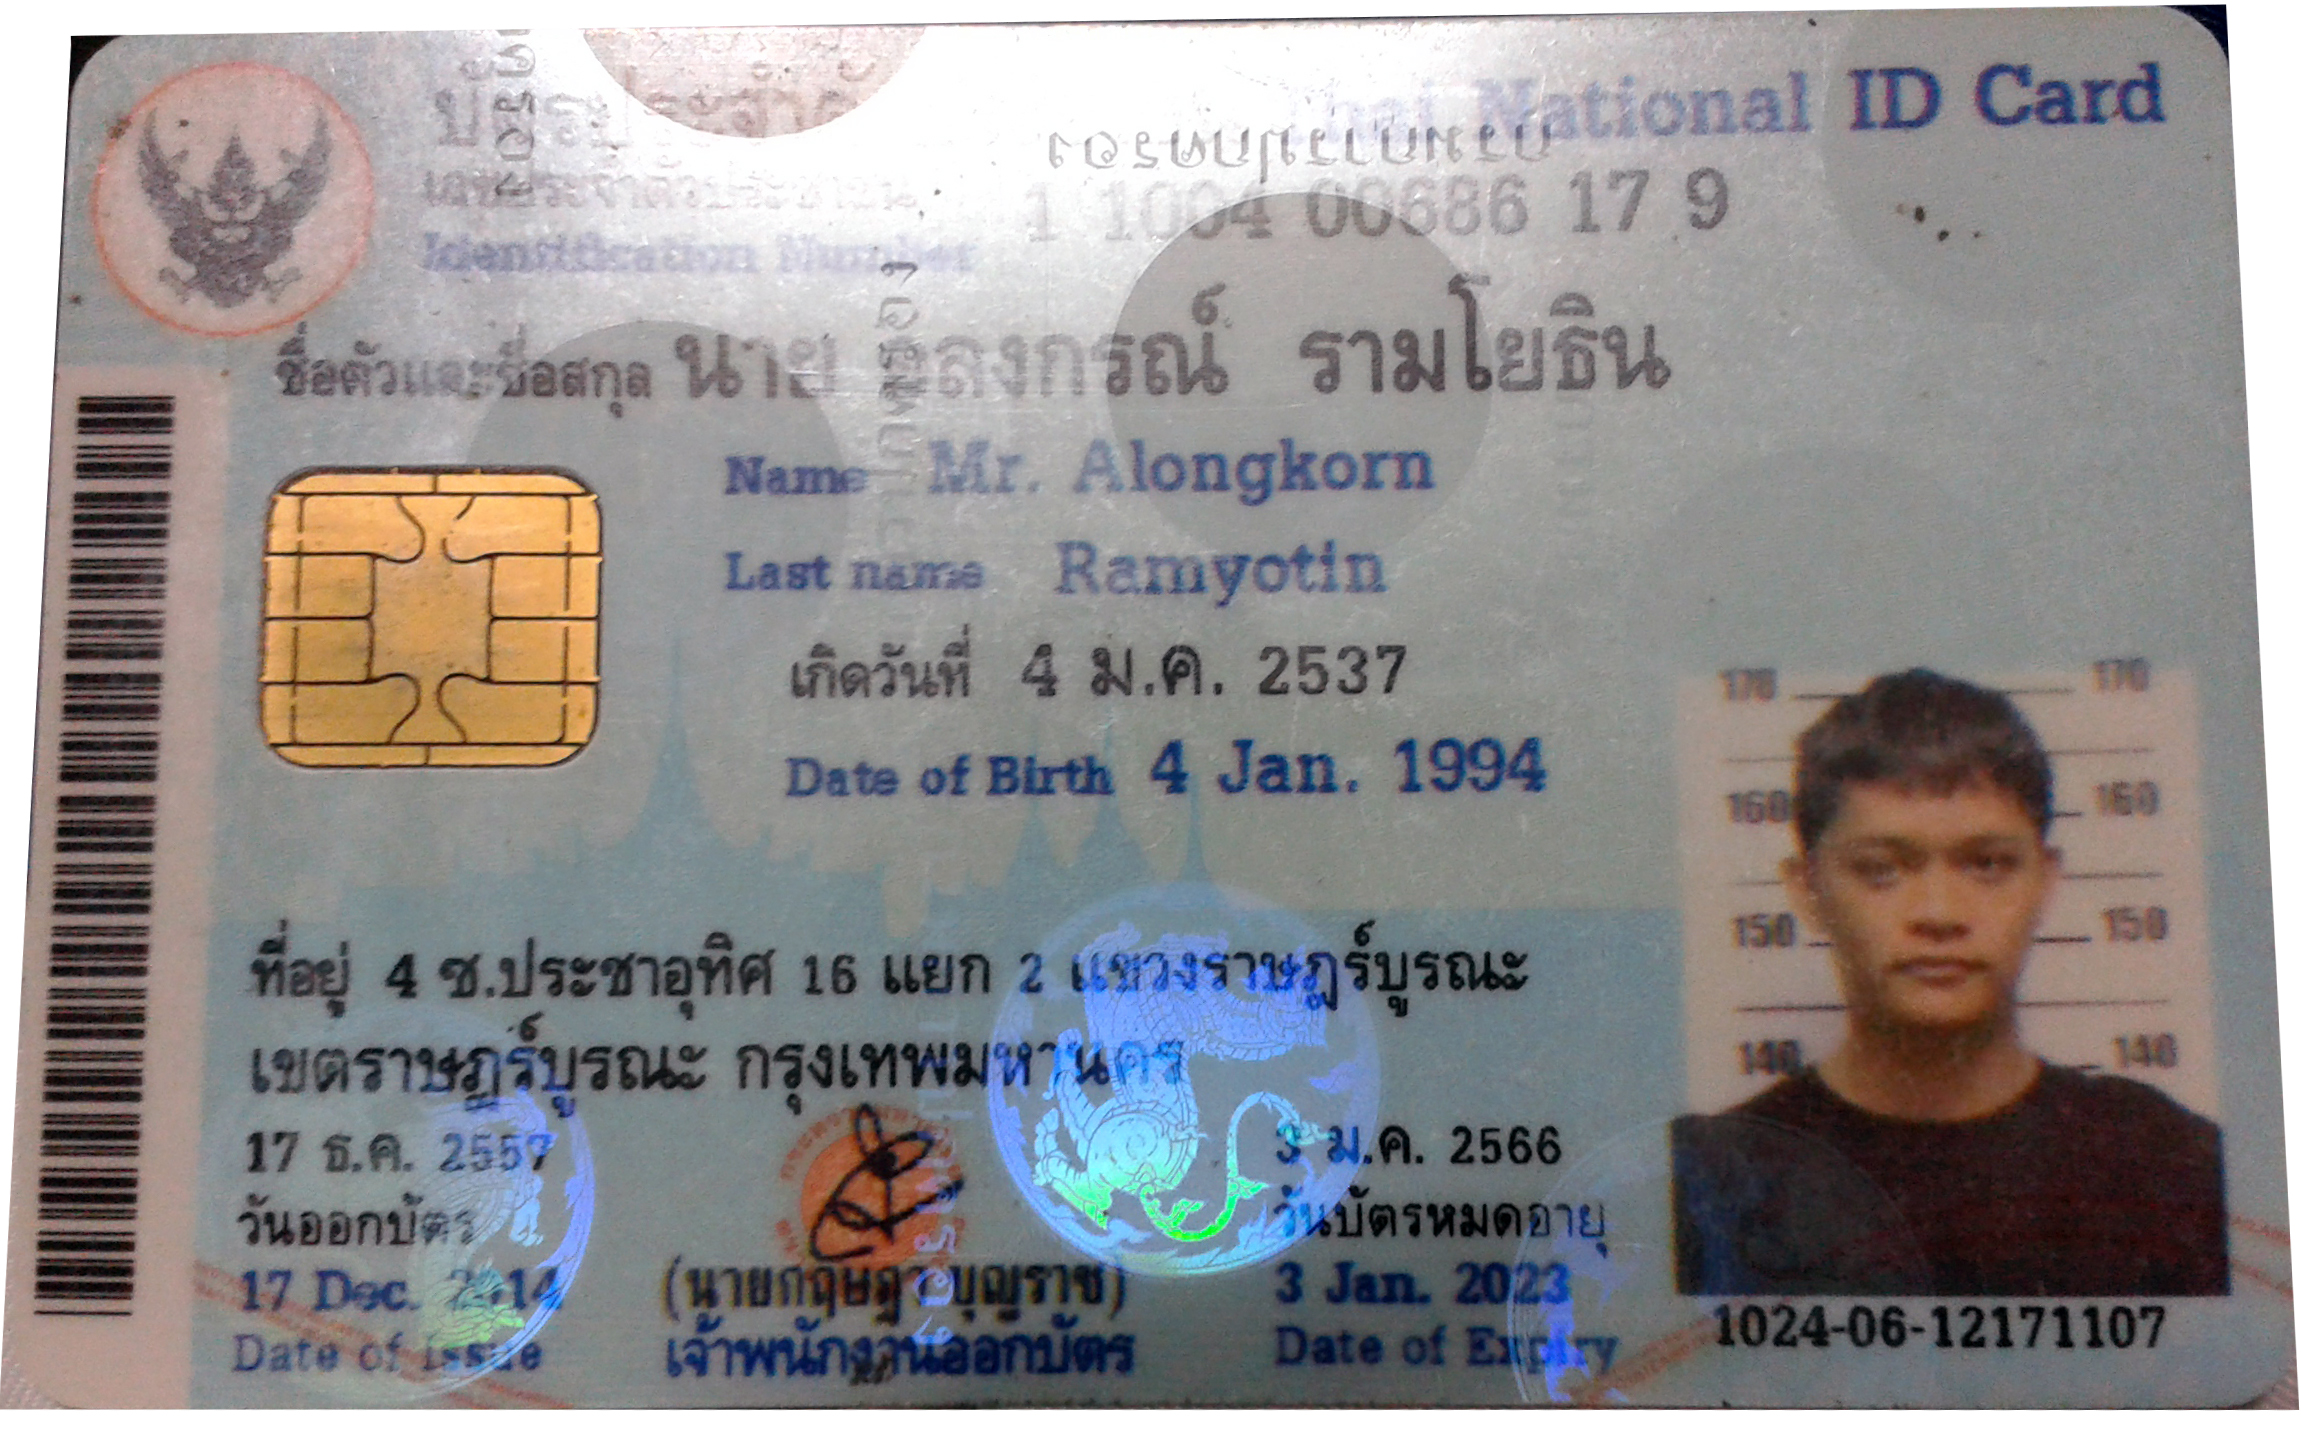 บัตรประจำตัว Thai National ID Card
เลขประจำตัวประชาชน 1 1004 00686 17 9
Identification Number
ชื่อตัวและชื่อสกุล นาย อลงกรณ์ รามโยธิน
Name Mr. Alongkorn
Last name Ramyotin
เกิดวันที่ 4 ม.ค. 2537
Date of Birth 4 Jan. 1994
170 170
160 160
150 150
140 140
ที่อยู่ 4 ซ.ประชาอุทิศ 16 แยก 2 แขวงราษฎร์บูรณะ
เขตราษฎร์บูรณะ กรุงเทพมหานคร
17 ธ.ค. 2557
วันออกบัตร
17 Dec. 2014
Date of Issue
(นายกฤษฎา บุญราช)
เจ้าพนักงานออกบัตร
3 ม.ค. 2566
วันบัตรหมดอายุ
3 Jan. 2023
Date of Expiry
1024-06-12171107
กรมการปกครอง